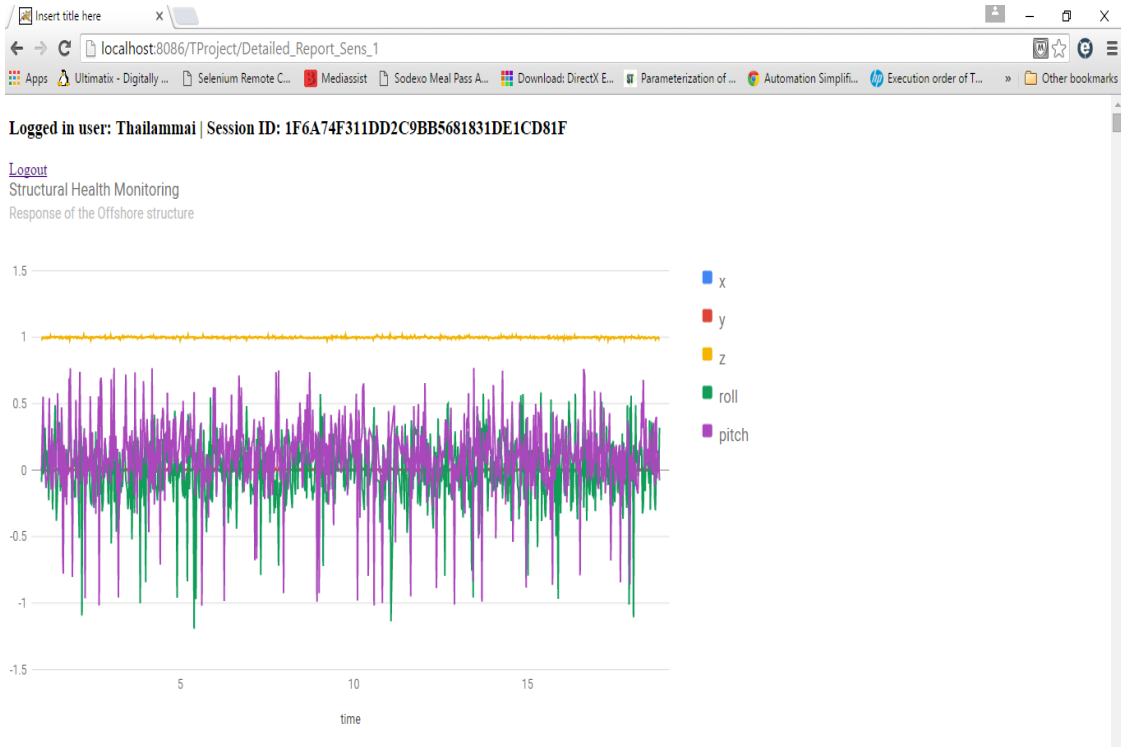 Insert title here
localhost:8086/TProject/Detailed_Report_Sens_1
Apps Ultimatix - Digitally ... Selenium Remote C... Mediassist Sodexo Meal Pass A... Download: DirectX E... Parameterization of ... Automation Simplifi... Execution order of T... » Other bookmarks
Logged in user: Thailammai | Session ID: 1F6A74F311DD2C9BB5681831DE1CD81F
Logout
Structural Health Monitoring
Response of the Offshore structure
1.5
1
0.5
0
-0.5
-1
-1.5
5 10 15
time
x
y
z
roll
pitch